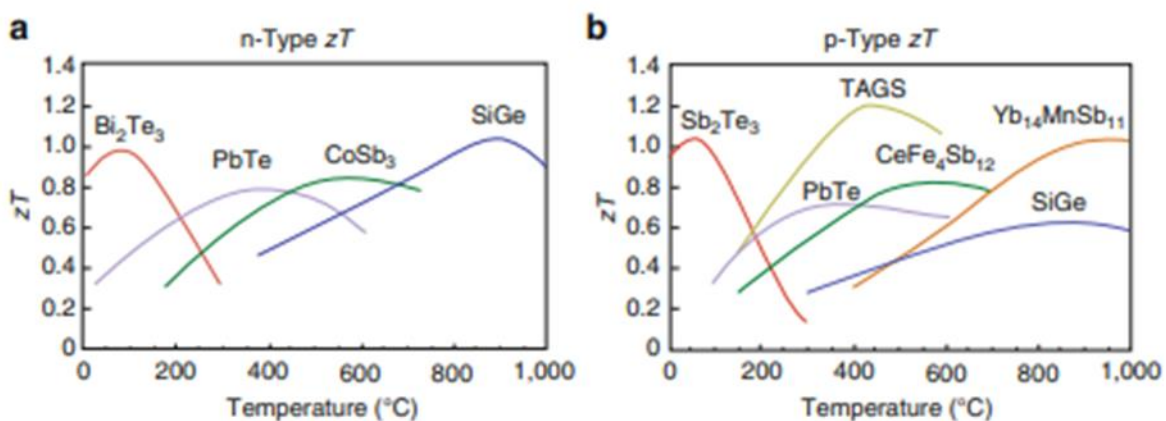 a
n-Type zT
zT
1.4
1.2
1.0
0.8
0.6
0.4
0.2
0
Bi₂Te₃
PbTe
CoSb₃
SiGe
0 200 400 600 800 1,000
Temperature (°C)
b
p-Type zT
zT
1.4
1.2
1.0
0.8
0.6
0.4
0.2
0
Sb₂Te₃
TAGS
PbTe
CeFe₄Sb₁₂
Yb₁₄MnSb₁₁
SiGe
0 200 400 600 800 1,000
Temperature (°C)